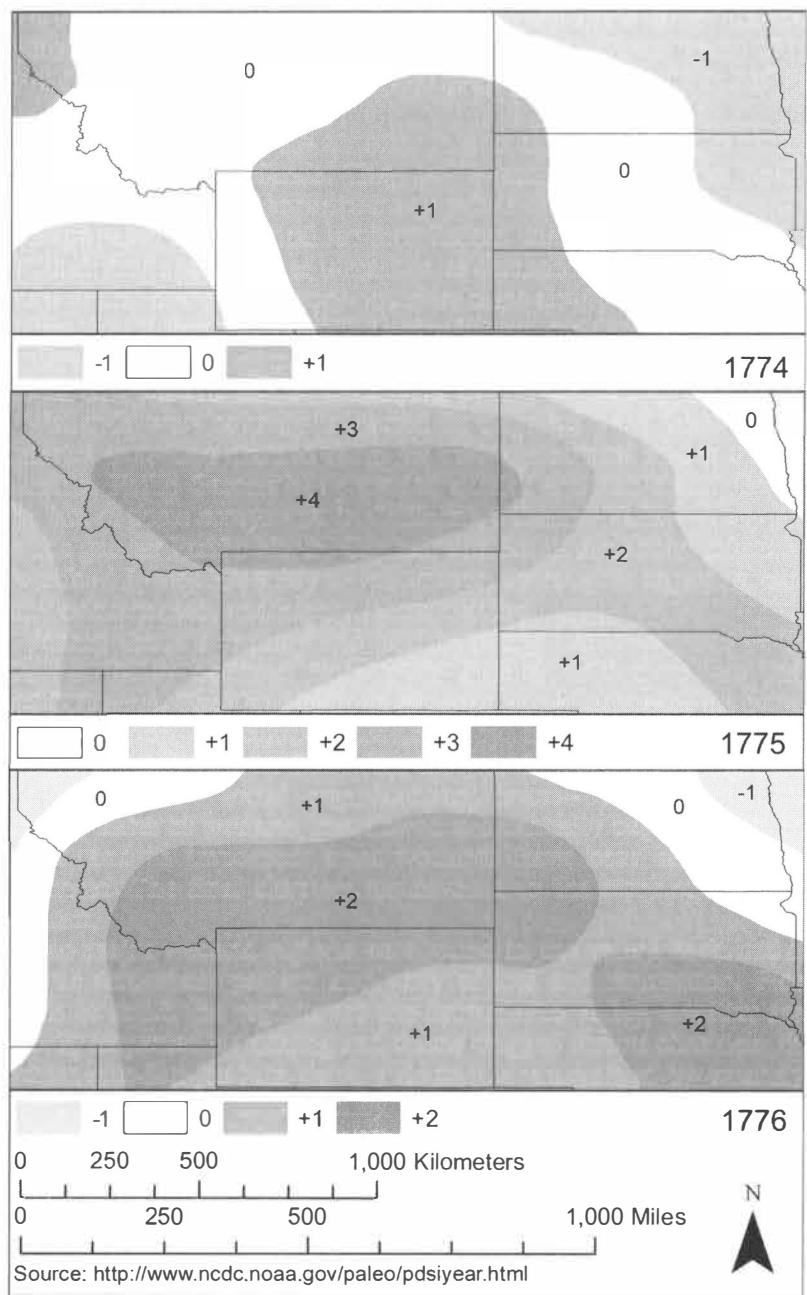 0
-1
0
+1
-1 0 +1 1774
0
+3
+1
+4
+2
+1
0 +1 +2 +3 +4 1775
-1
0
+1
0
+2
+2
+1
-1 0 +1 +2 1776
0 250 500 1,000 Kilometers
N
0 250 500 1,000 Miles
Source: http://www.ncdc.noaa.gov/paleo/pdsiyear.html